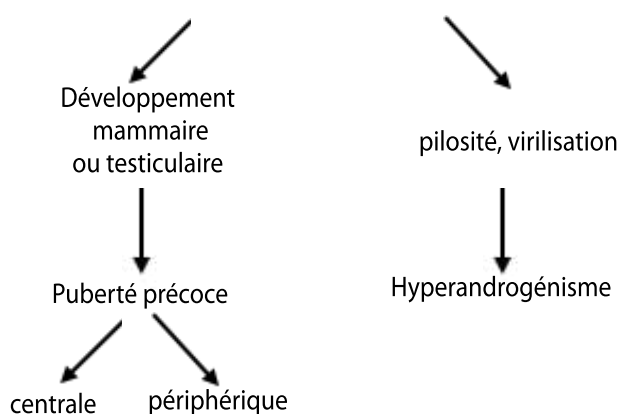 Développement
mammaire
ou testiculaire
pilosité, virilisation
Puberté précoce
Hyperandrogénisme
centrale
périphérique